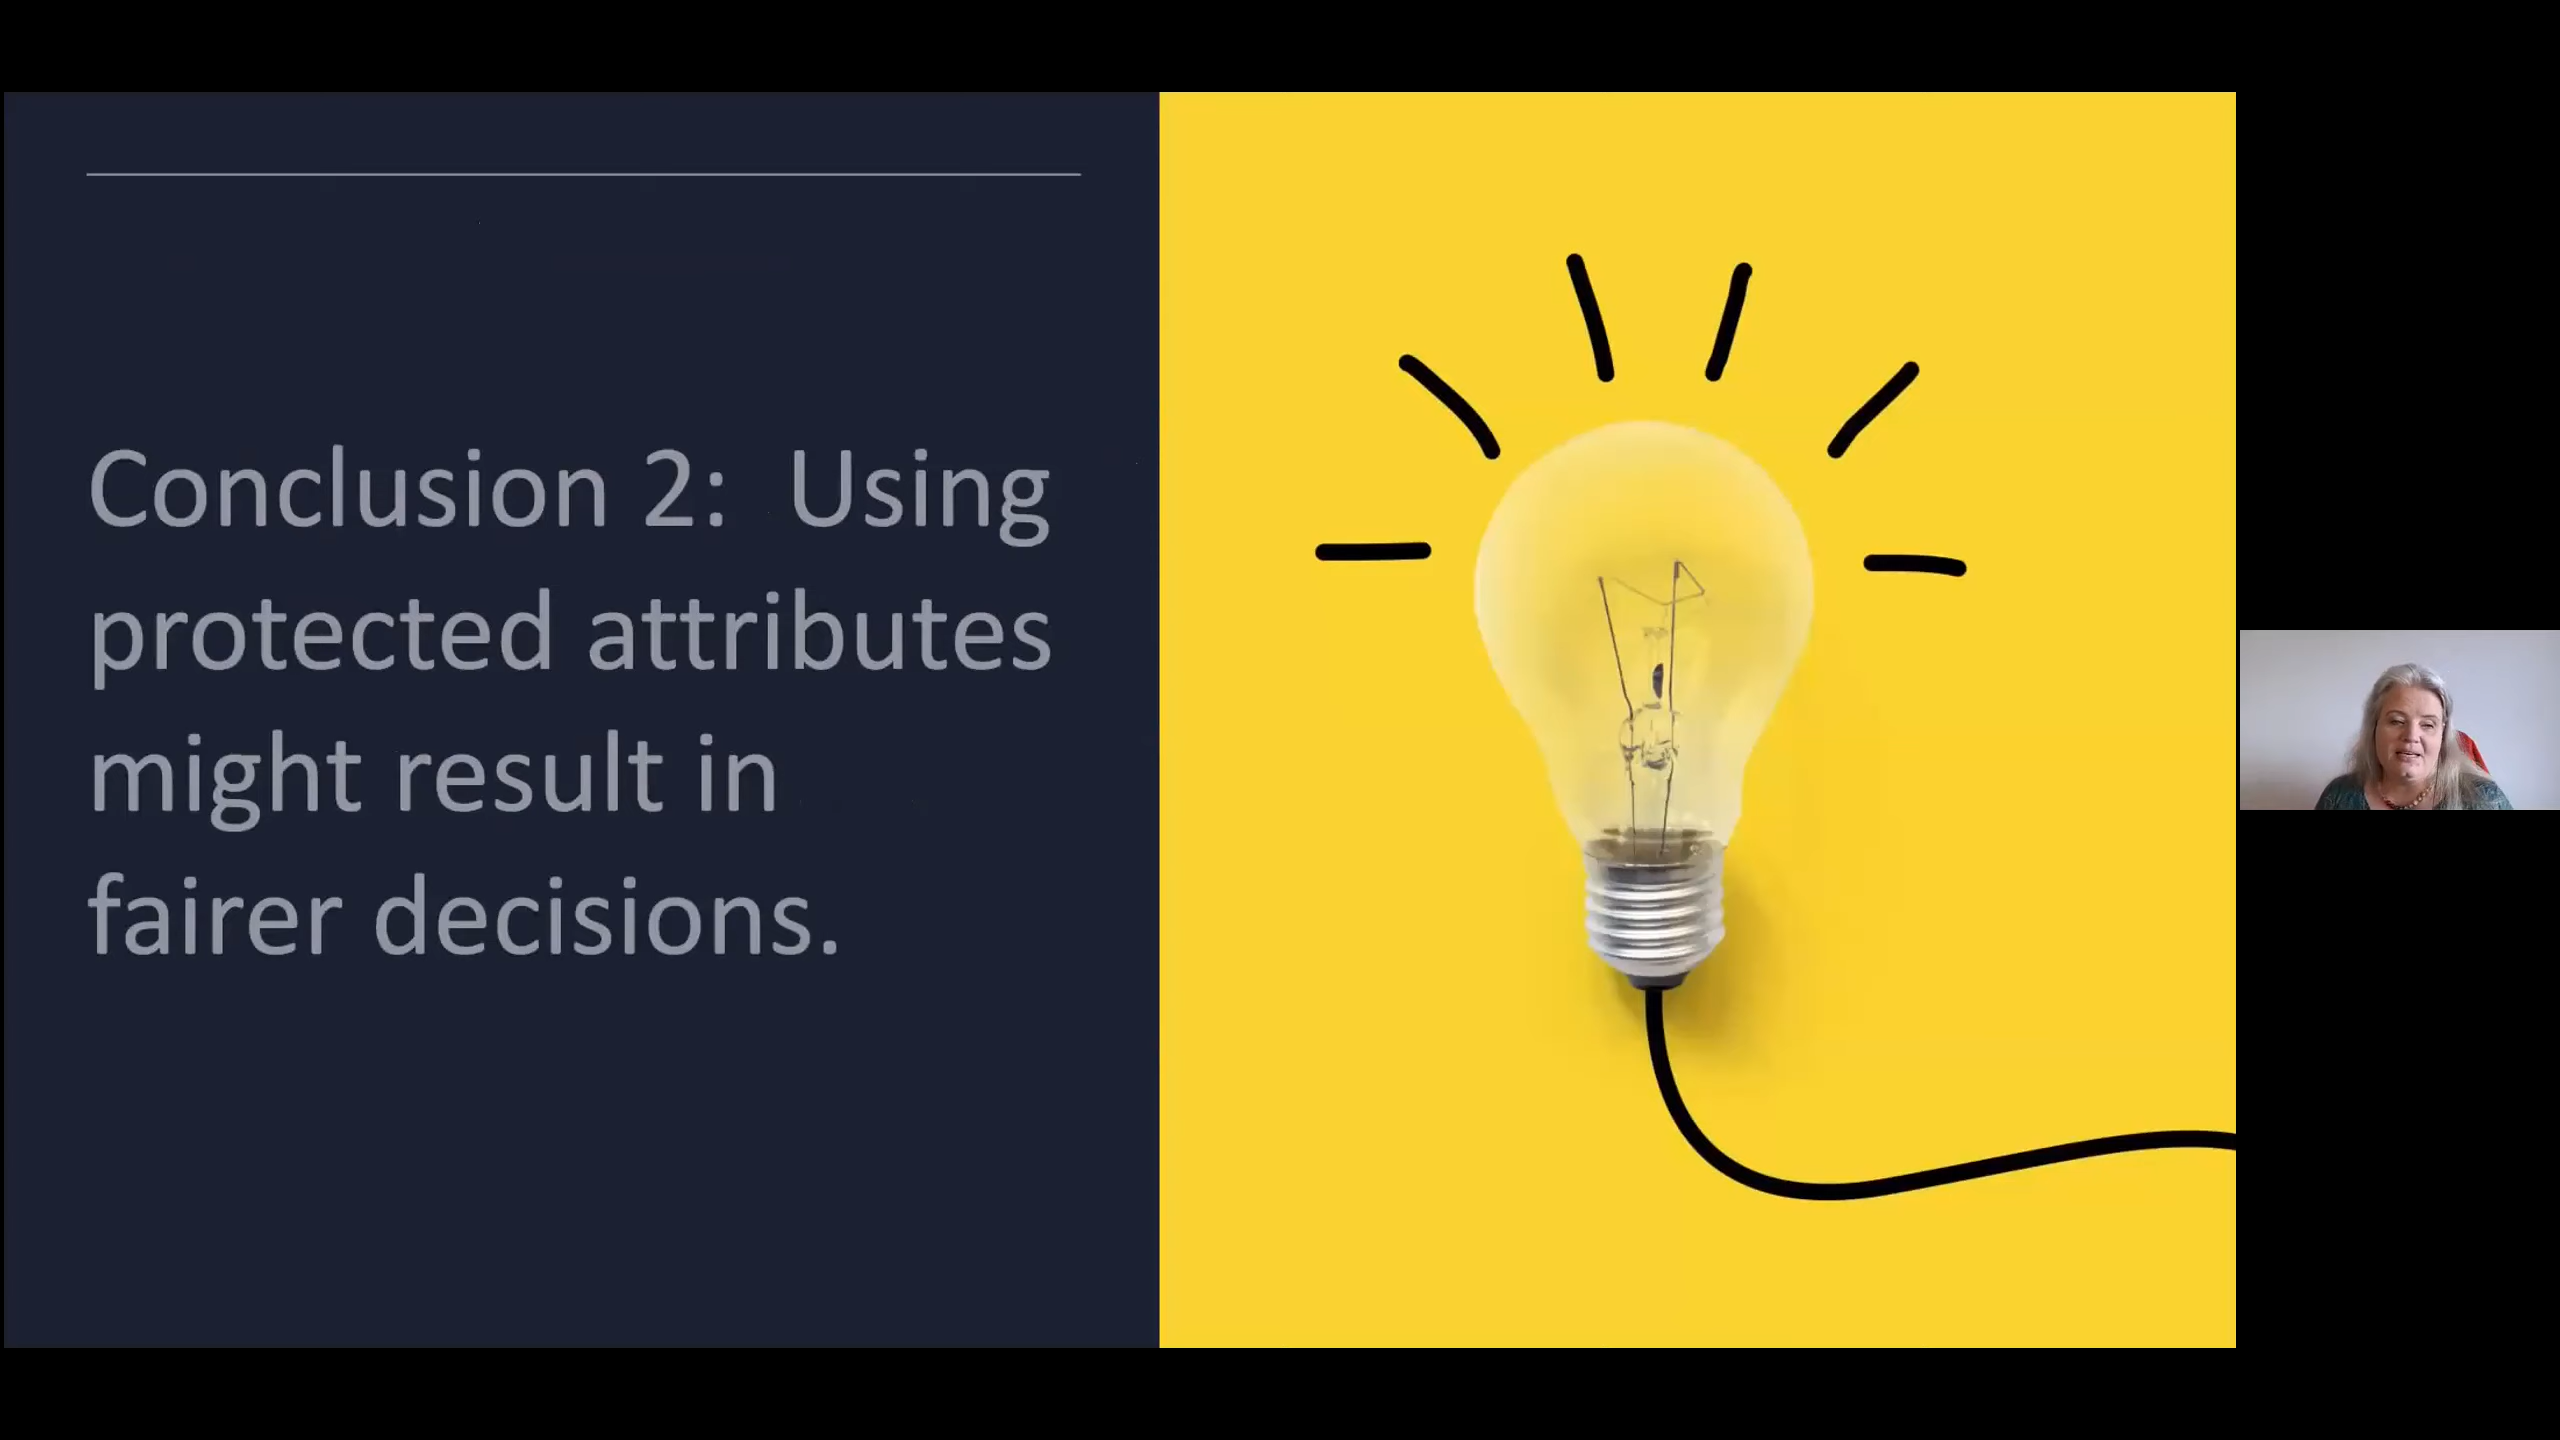 Conclusion 2:  Using
protected attributes
might result in
fairer decisions.